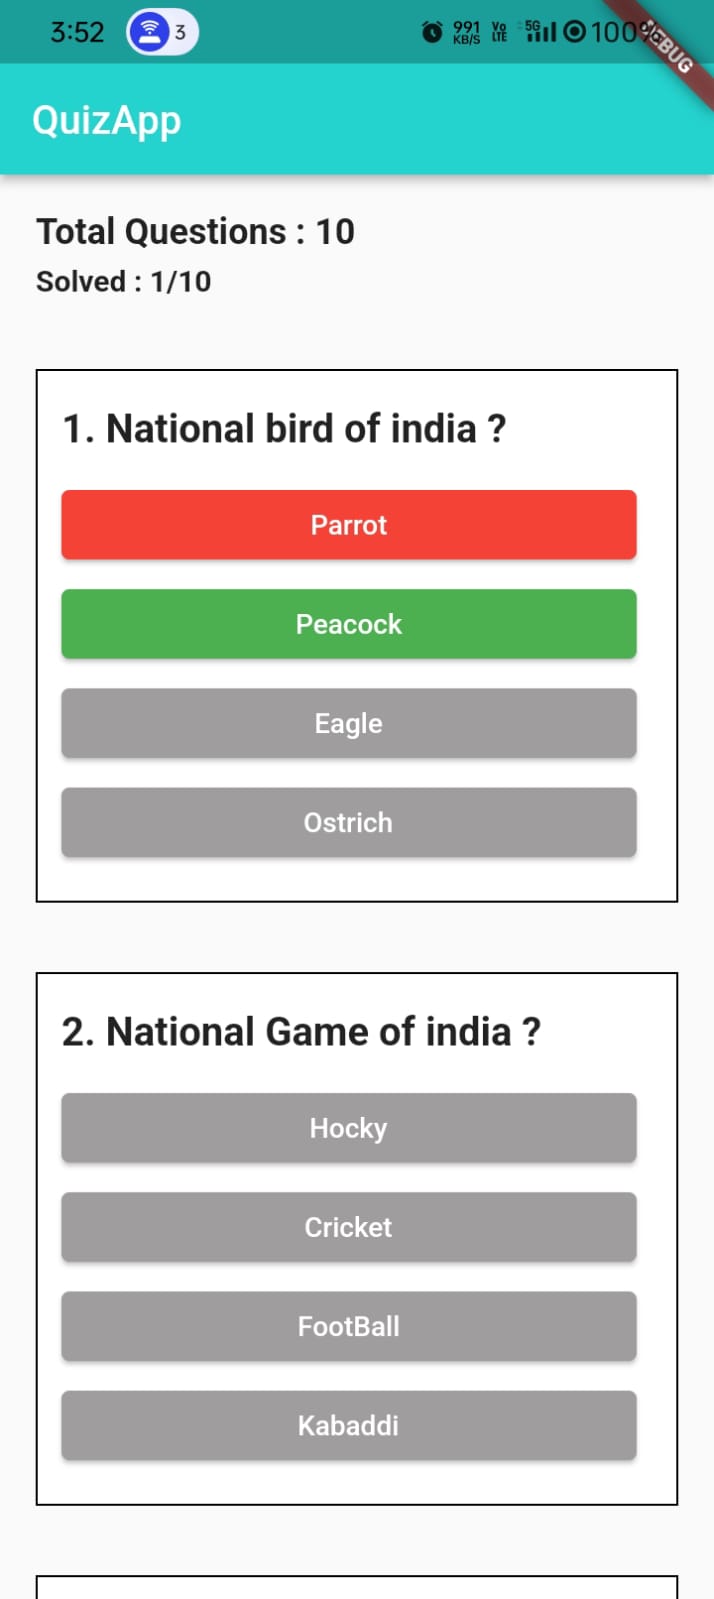 3:52 3 991 KB/S Vo LTE 5G 100%
DEBUG
QuizApp
Total Questions : 10
Solved : 1/10
1. National bird of india ?
Parrot
Peacock
Eagle
Ostrich
2. National Game of india ?
Hocky
Cricket
FootBall
Kabaddi